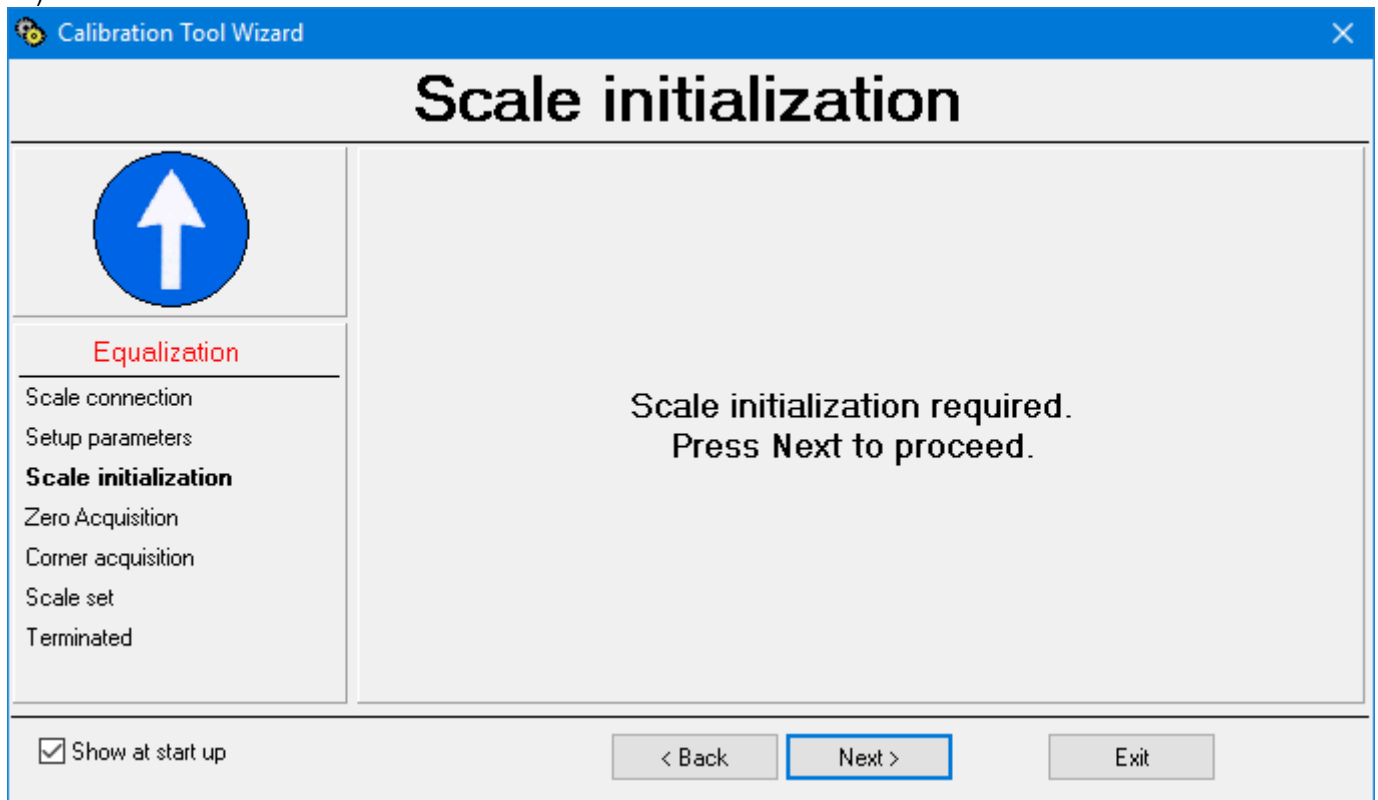 Calibration Tool Wizard
Scale initialization
Equalization
Scale connection
Setup parameters
Scale initialization
Zero Acquisition
Corner acquisition
Scale set
Terminated
Scale initialization required.
Press Next to proceed.
Show at start up
< Back
Next >
Exit